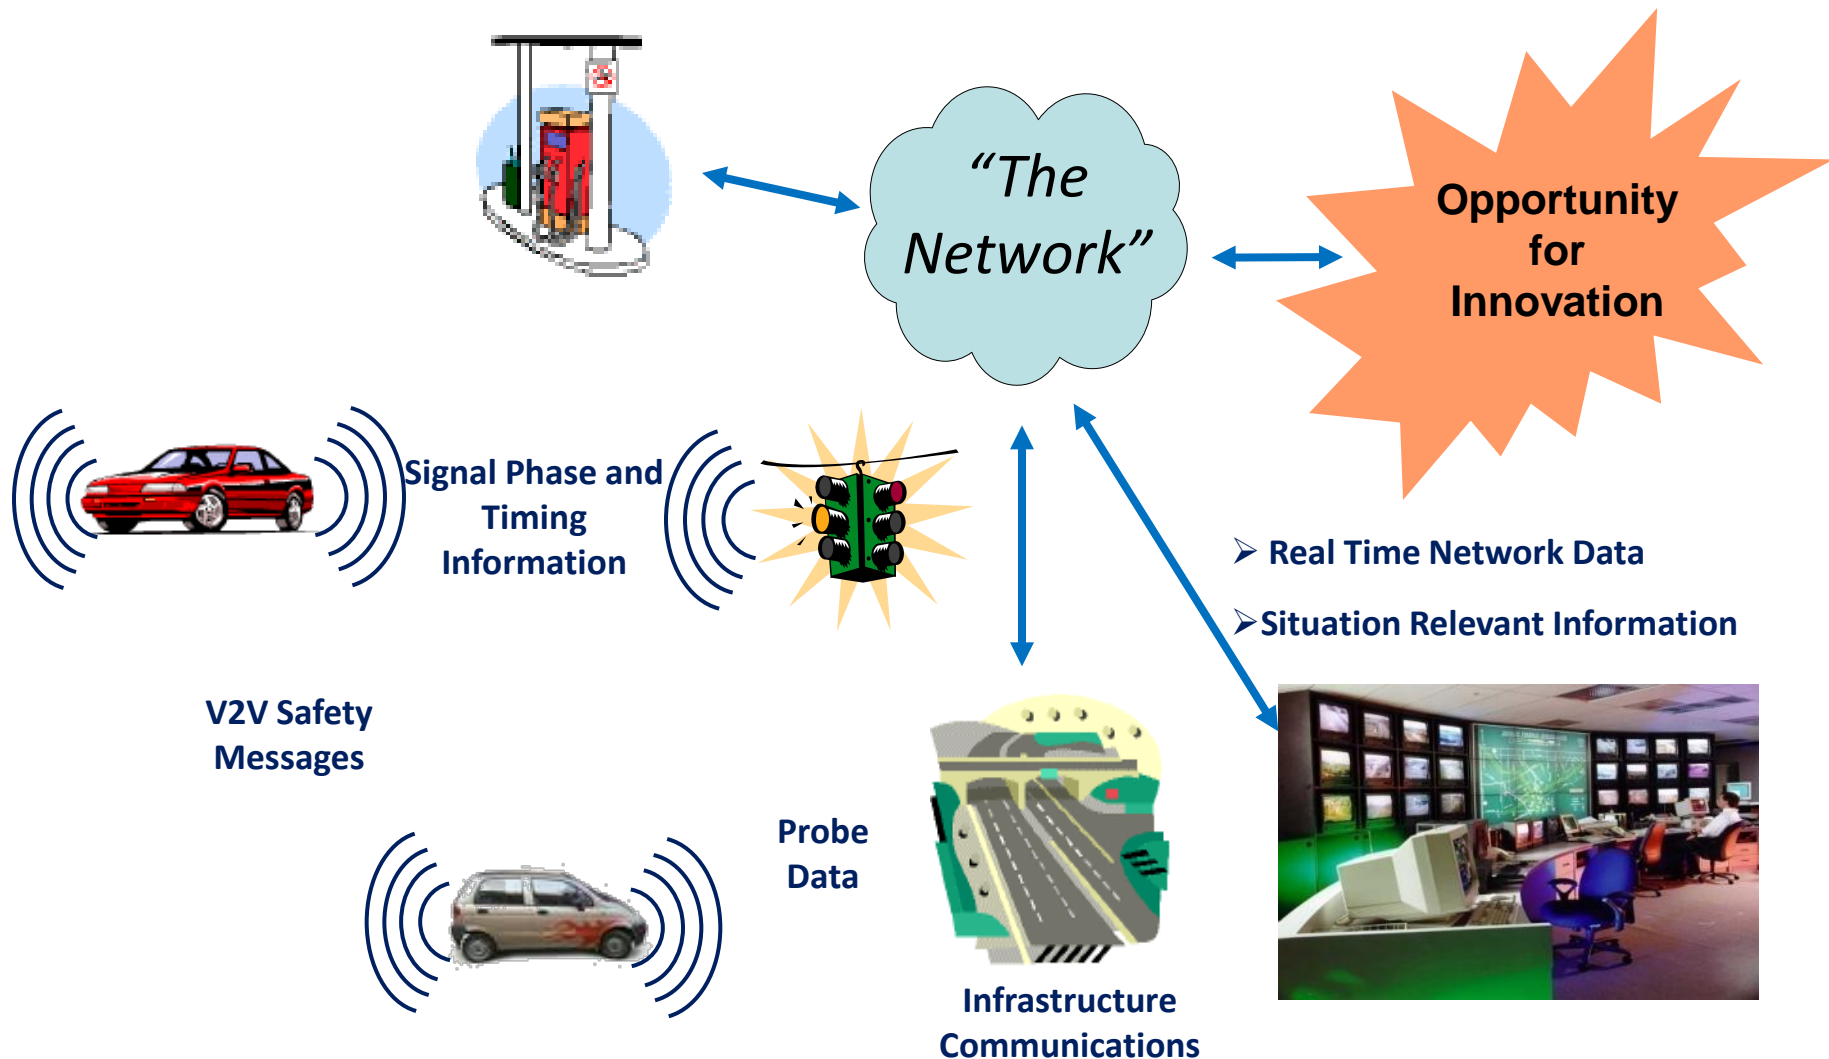 “The
Network”
Opportunity
for
Innovation
Signal Phase and
Timing
Information
➢ Real Time Network Data
➢Situation Relevant Information
V2V Safety
Messages
Probe
Data
Infrastructure
Communications